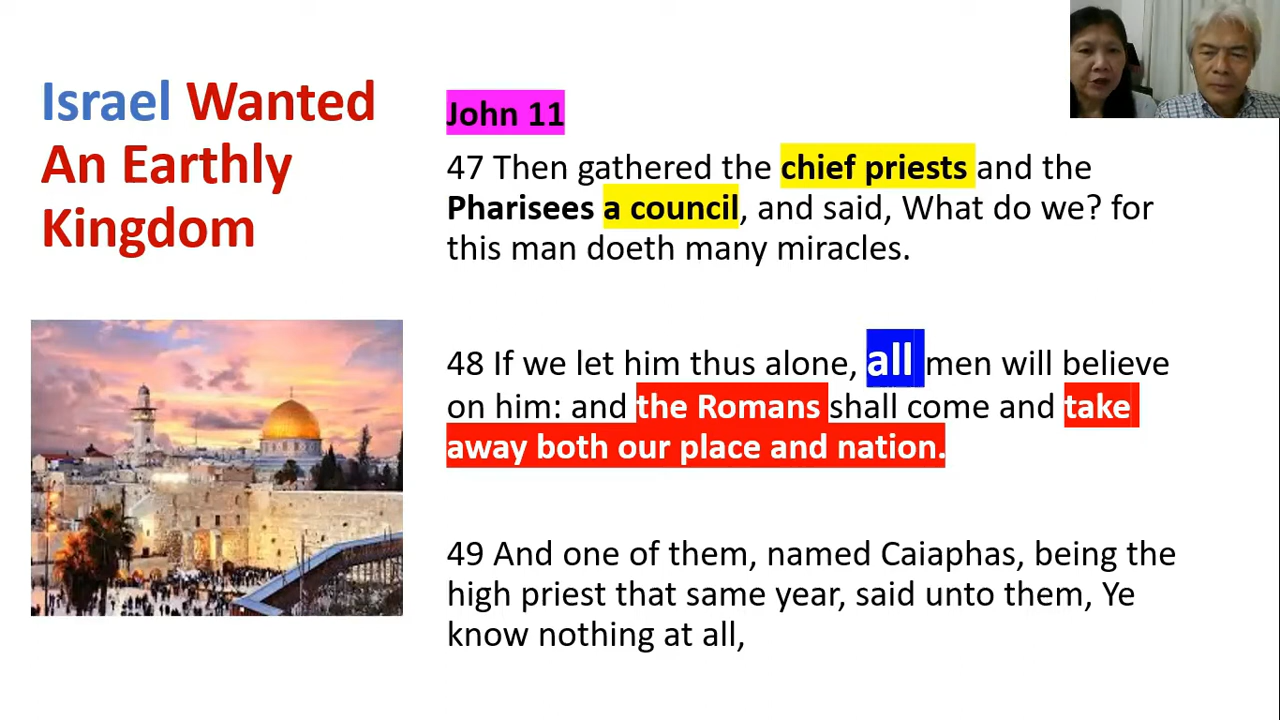 Israel Wanted
An Earthly
Kingdom
John 11
47 Then gathered the chief priests and the
Pharisees a council, and said, What do we? for
this man doeth many miracles.
48 If we let him thus alone, all men will believe
on him: and the Romans shall come and take
away both our place and nation.
49 And one of them, named Caiaphas, being the
high priest that same year, said unto them, Ye
know nothing at all,